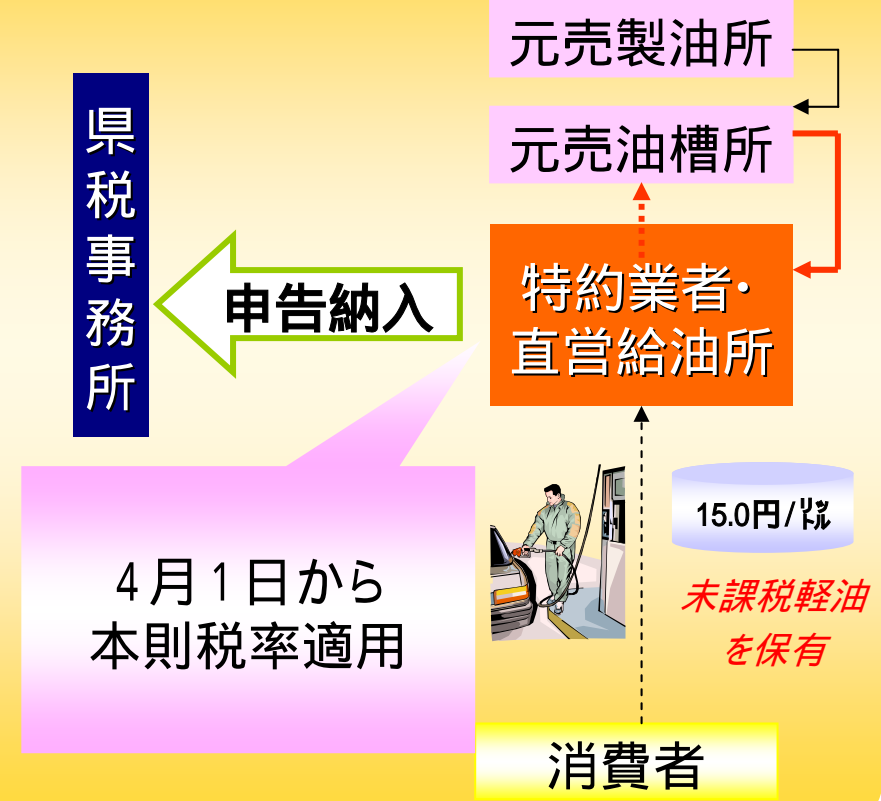 元売製油所
元売油槽所
県税事務所
申告納入
特約業者・
直営給油所
15.0円/㍑
4月1日から
本則税率適用
未課税軽油
を保有
消費者